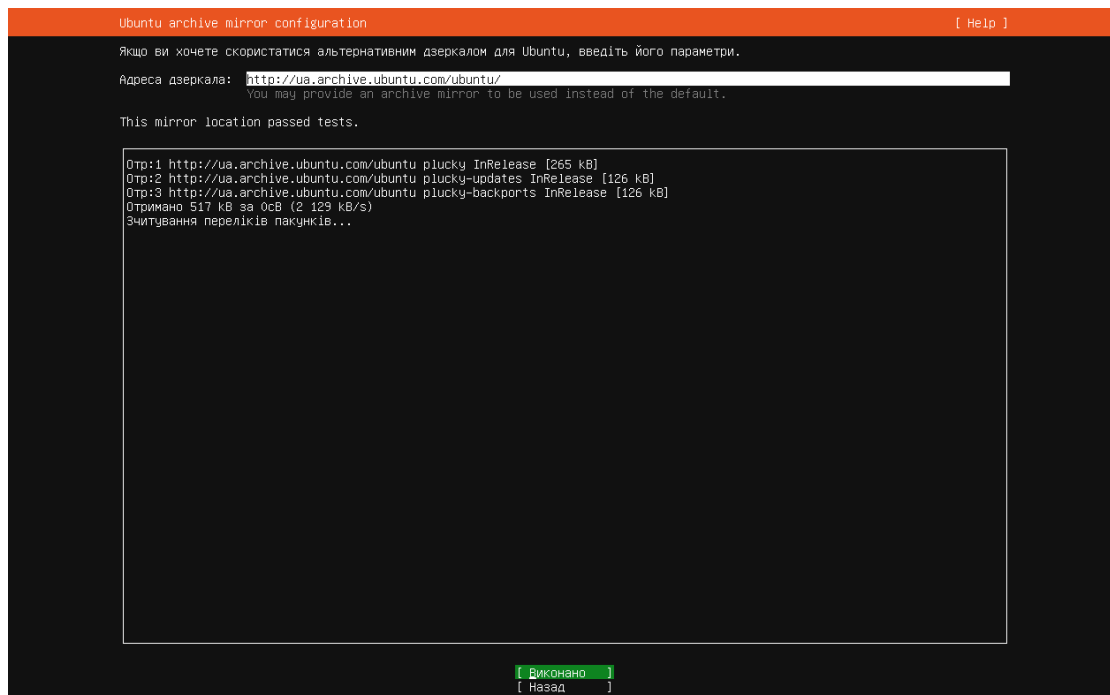 Ubuntu archive mirror configuration [ Help ]
Якщо ви хочете скористатися альтернативним дзеркалом для Ubuntu, введіть його параметри.
Адреса дзеркала: http://ua.archive.ubuntu.com/ubuntu/
You may provide an archive mirror to be used instead of the default.
This mirror location passed tests.
Отр:1 http://ua.archive.ubuntu.com/ubuntu plucky InRelease [265 kB]
Отр:2 http://ua.archive.ubuntu.com/ubuntu plucky-updates InRelease [126 kB]
Отр:3 http://ua.archive.ubuntu.com/ubuntu plucky-backports InRelease [126 kB]
Отримано 517 kB за 0сB (2 129 kB/s)
Зчитування переліків пакунків...
[ Виконано ]
[ Назад ]